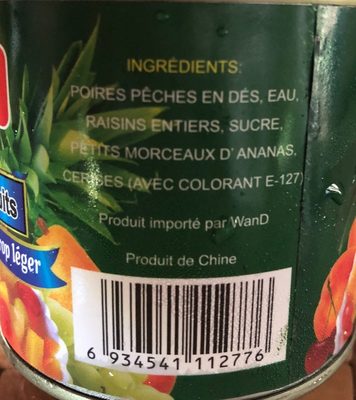 INGRÉDIENTS:
POIRES PÊCHES EN DÉS, EAU,
RAISINS ENTIERS, SUCRE,
PETITS MORCEAUX D'ANANAS,
CERISES (AVEC COLORANT E-127)
Produit importé par WanD
Produit de Chine
its
op léger
6 934541 112776